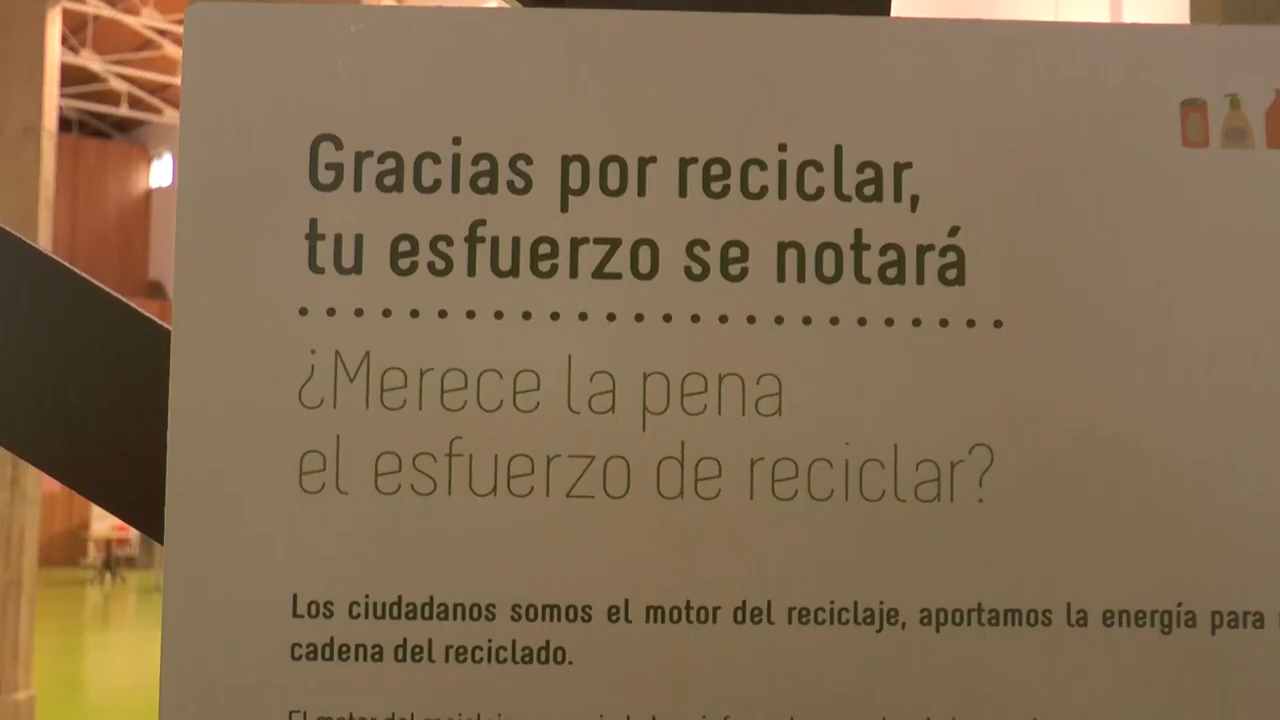 Gracias por reciclar,
tu esfuerzo se notará
¿Merece la pena
el esfuerzo de reciclar?
Los ciudadanos somos el motor del reciclaje, aportamos la energía para
cadena del reciclado.